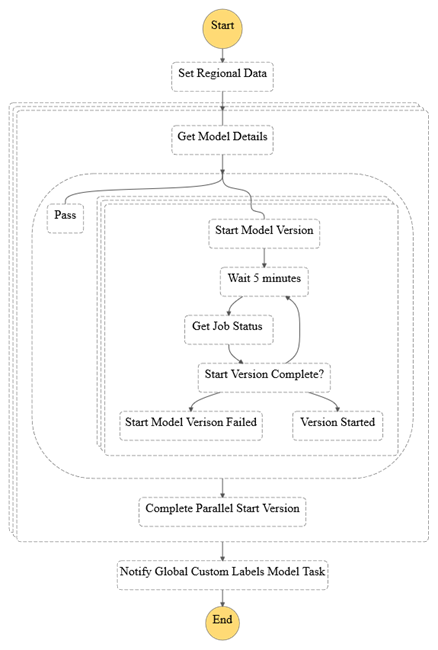 Start
Set Regional Data
Get Model Details
Pass
Start Model Version
Wait 5 minutes
Get Job Status
Start Version Complete?
Start Model Verison Failed
Version Started
Complete Parallel Start Version
Notify Global Custom Labels Model Task
End